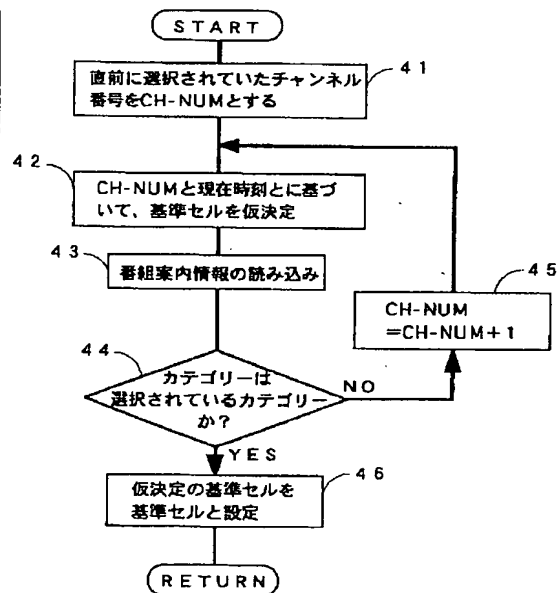 START
41
直前に選択されていたチャンネル
番号をCH-NUMとする
42
CH-NUMと現在時刻とに基づ
いて、基準セルを仮決定
43
番組案内情報の読み込み
45
CH-NUM
=CH-NUM+1
44
カテゴリーは
選択されているカテゴリー
か？
NO
YES
46
仮決定の基準セルを
基準セルと設定
RETURN